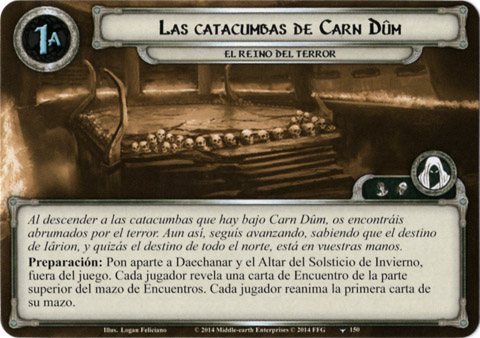 1A
Las catacumbas de Carn Dûm
El Reino del Terror
Al descender a las catacumbas que hay bajo Carn Dûm, os encontráis
abrumados por el terror. Aun así, seguís avanzando, sabiendo que el destino
de Iârion, y quizás el destino de todo el norte, está en vuestras manos.
Preparación: Pon aparte a Daechanar y el Altar del Solsticio de Invierno,
fuera del juego. Cada jugador revela una carta de Encuentro de la parte
superior del mazo de Encuentros. Cada jugador reanima la primera carta de
su mazo.
Illus. Logan Feliciano © 2014 Middle-earth Enterprises © 2014 FFG 150